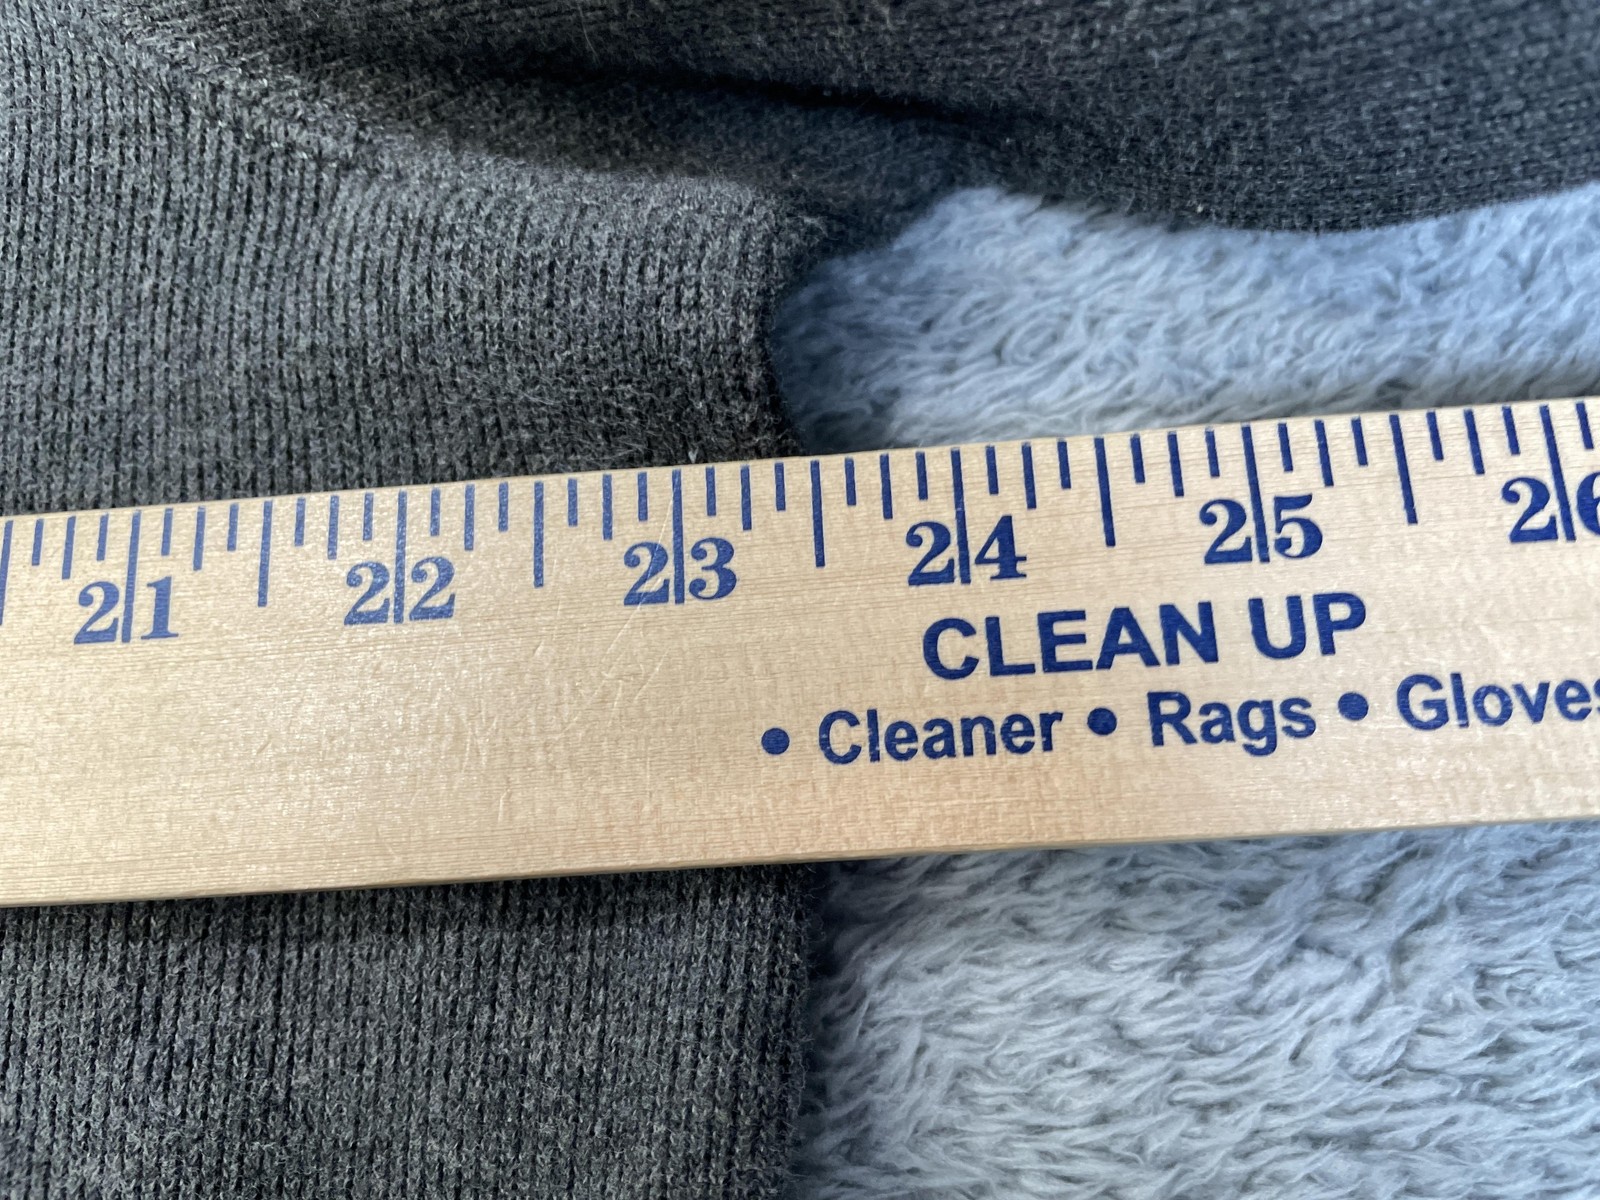 21 22 23 24 25 26
CLEAN UP
• Cleaner • Rags • Gloves